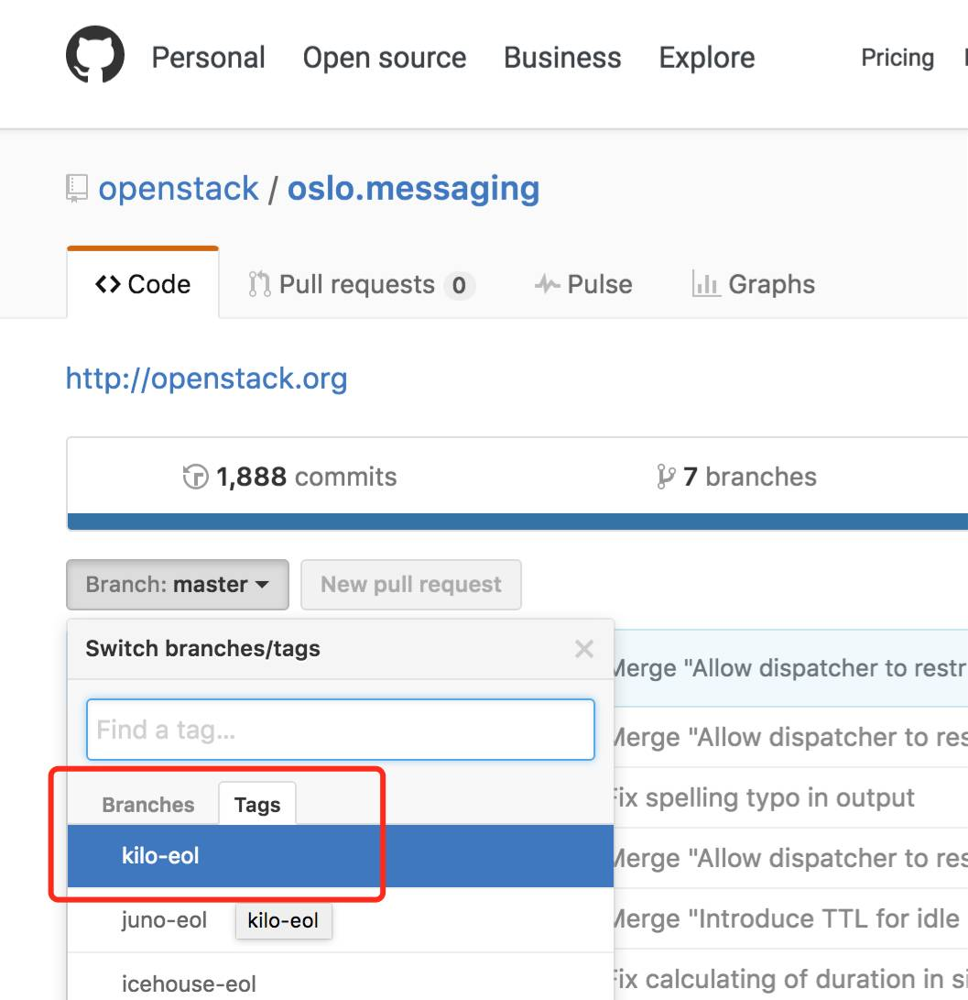 Personal Open source Business Explore Pricing
openstack / oslo.messaging
Code Pull requests 0 Pulse Graphs
http://openstack.org
1,888 commits 7 branches
Branch: master New pull request
Switch branches/tags
Merge "Allow dispatcher to restr
Find a tag...
Merge "Allow dispatcher to res
Fix spelling typo in output
Branches Tags
kilo-eol
Merge "Allow dispatcher to res
juno-eol kilo-eol
Merge "Introduce TTL for idle
icehouse-eol
Fix calculating of duration in si